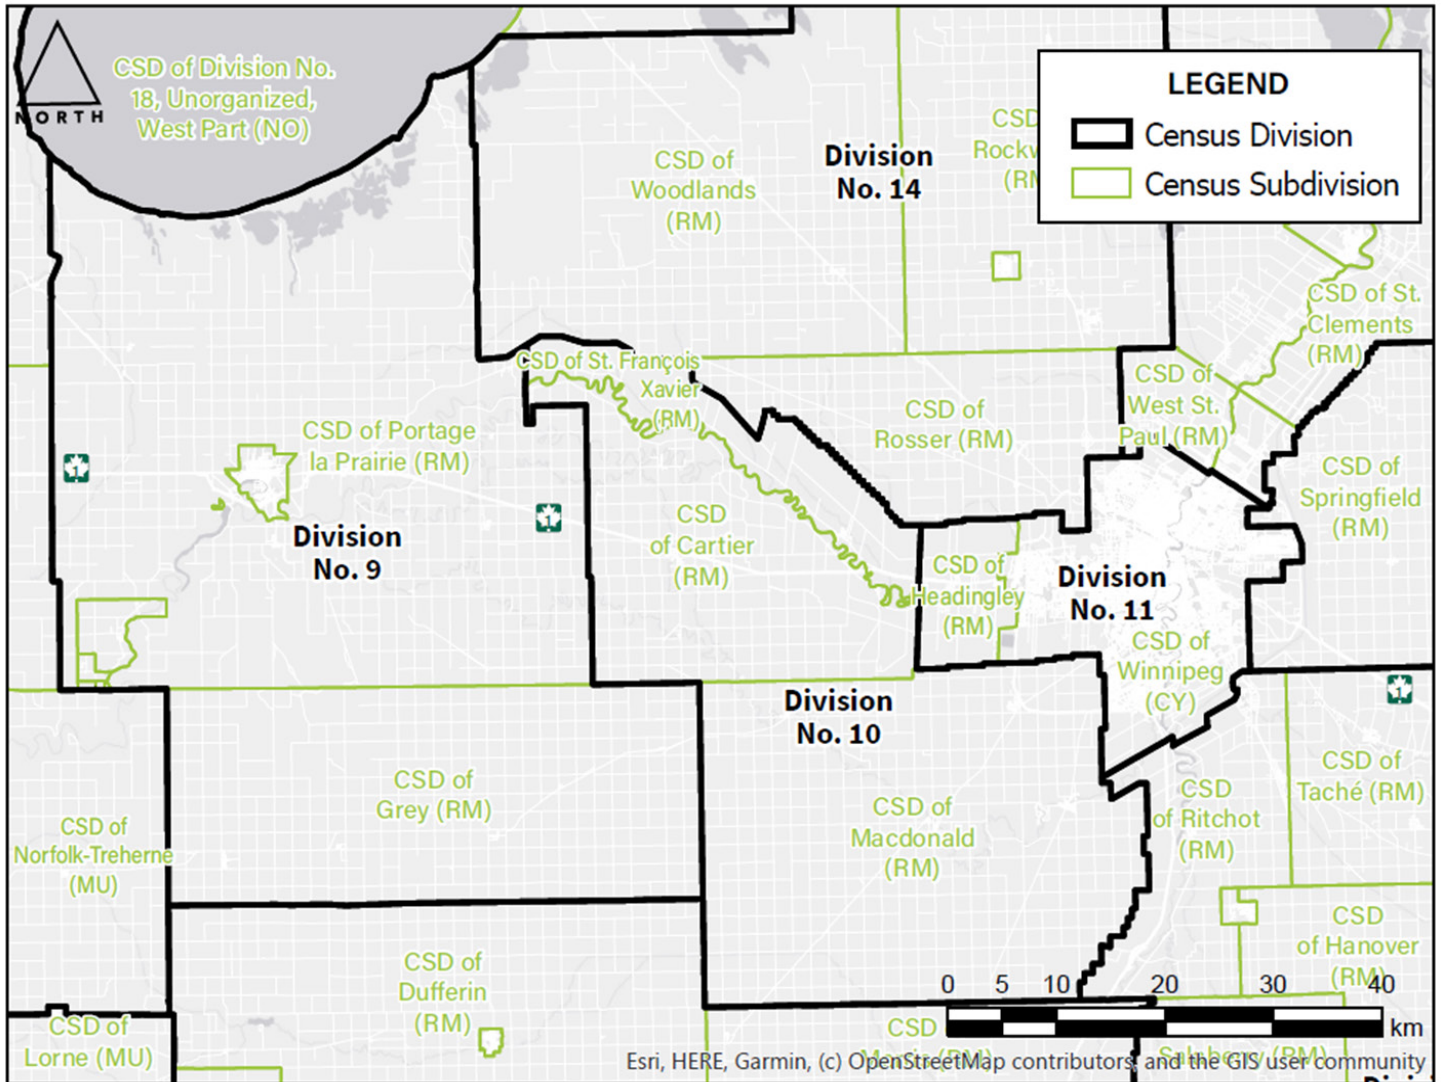 NORTH
CSD of Division No.
18, Unorganized,
West Part (NO)
LEGEND
Census Division
Census Subdivision
CSD of
Woodlands
(RM)
Division
No. 14
CSD of St.
Clements
(RM)
CSD of St. François
Xavier
(RM)
CSD of
West St.
Paul (RM)
CSD of
Rosser (RM)
CSD of Portage
la Prairie (RM)
1
1
CSD of
Springfield
(RM)
Division
No. 9
CSD
of Cartier
(RM)
CSD of
Headingley
(RM)
Division
No. 11
CSD of
Winnipeg
(CY)
1
Division
No. 10
CSD of
Grey (RM)
CSD of
Macdonald
(RM)
CSD
of Ritchot
(RM)
CSD of
Taché (RM)
CSD of
Norfolk-Treherne
(MU)
CSD
of Hanover
(RM)
CSD of
Dufferin
(RM)
CSD of
Lorne (MU)
0 5 10 20 30 40
km
CSD
Esri, HERE, Garmin, (c) OpenStreetMap contributors, and the GIS user community